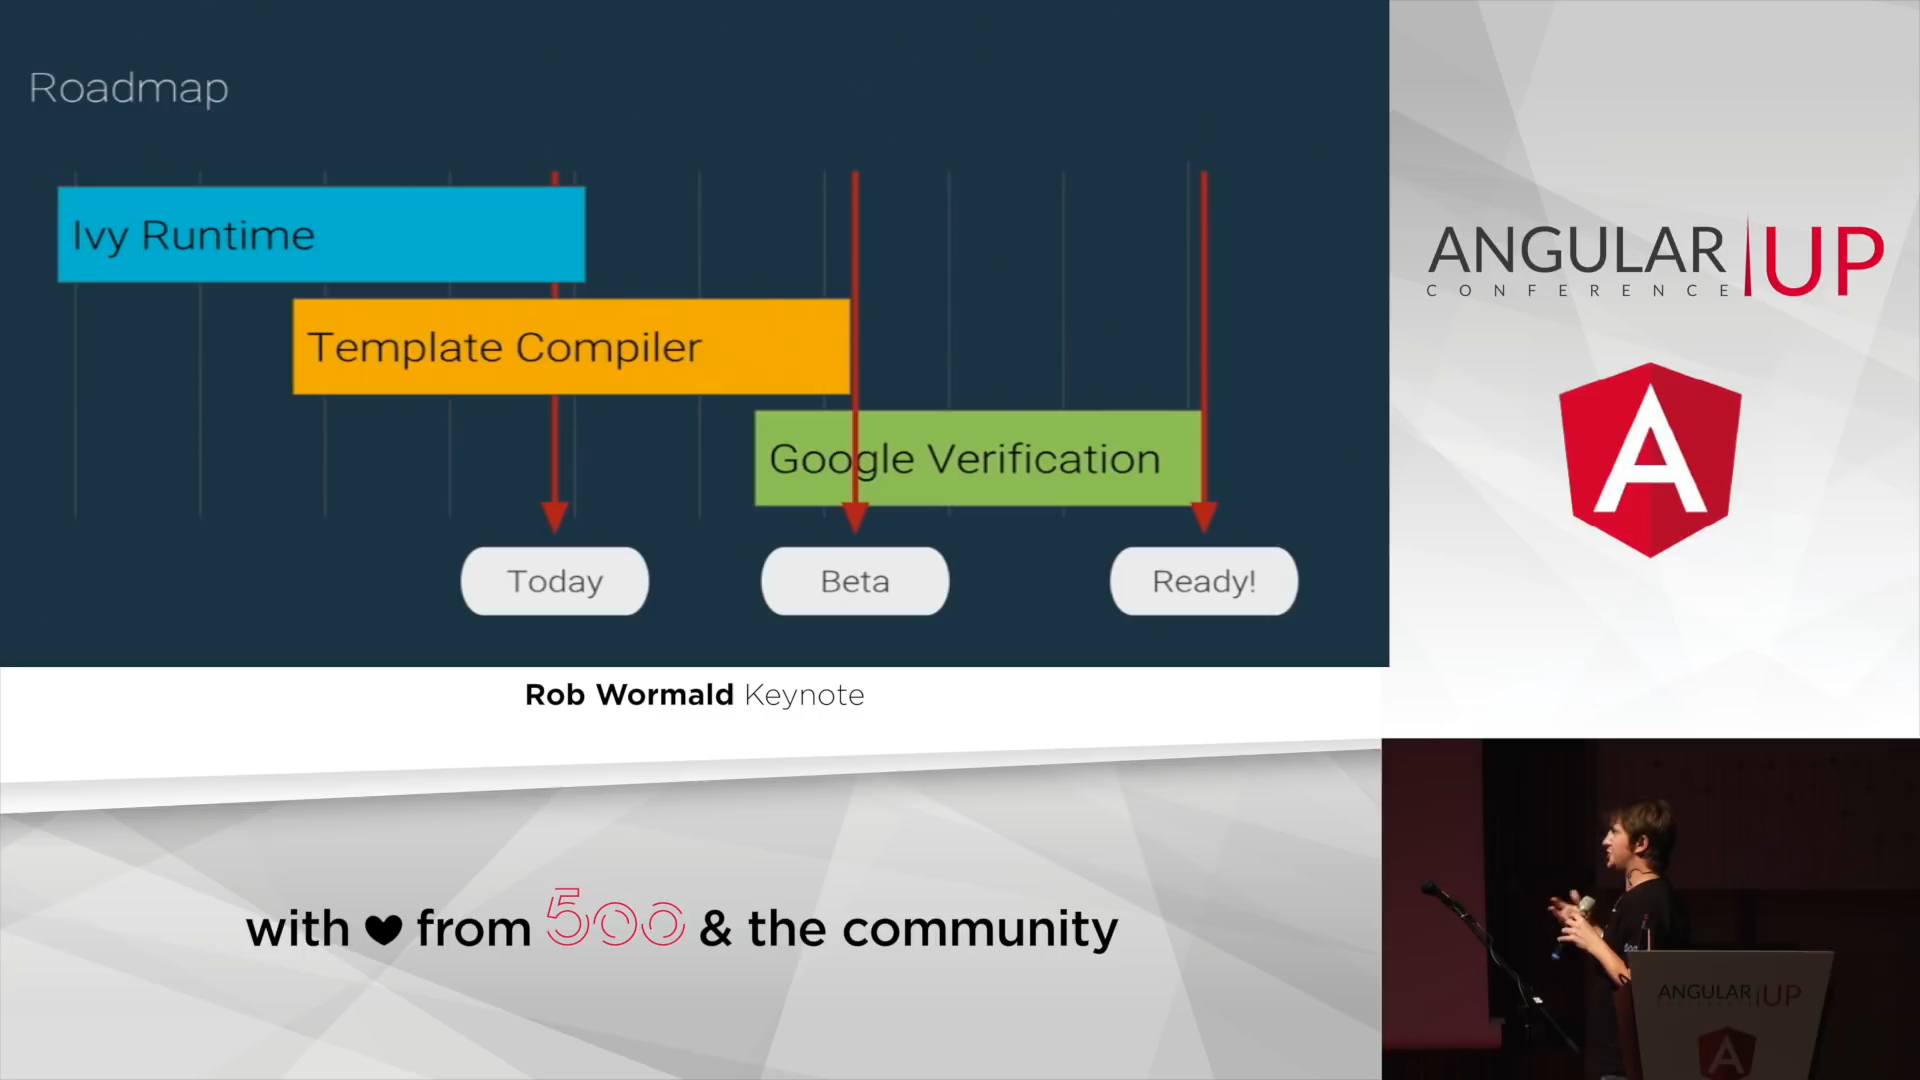 Roadmap
Ivy Runtime
Template Compiler
Google Verification
Today
Beta
Ready!
Rob Wormald Keynote
with from 500 & the community
ANGULAR UP
CONFERENCE
A
ANGULAR UP
A